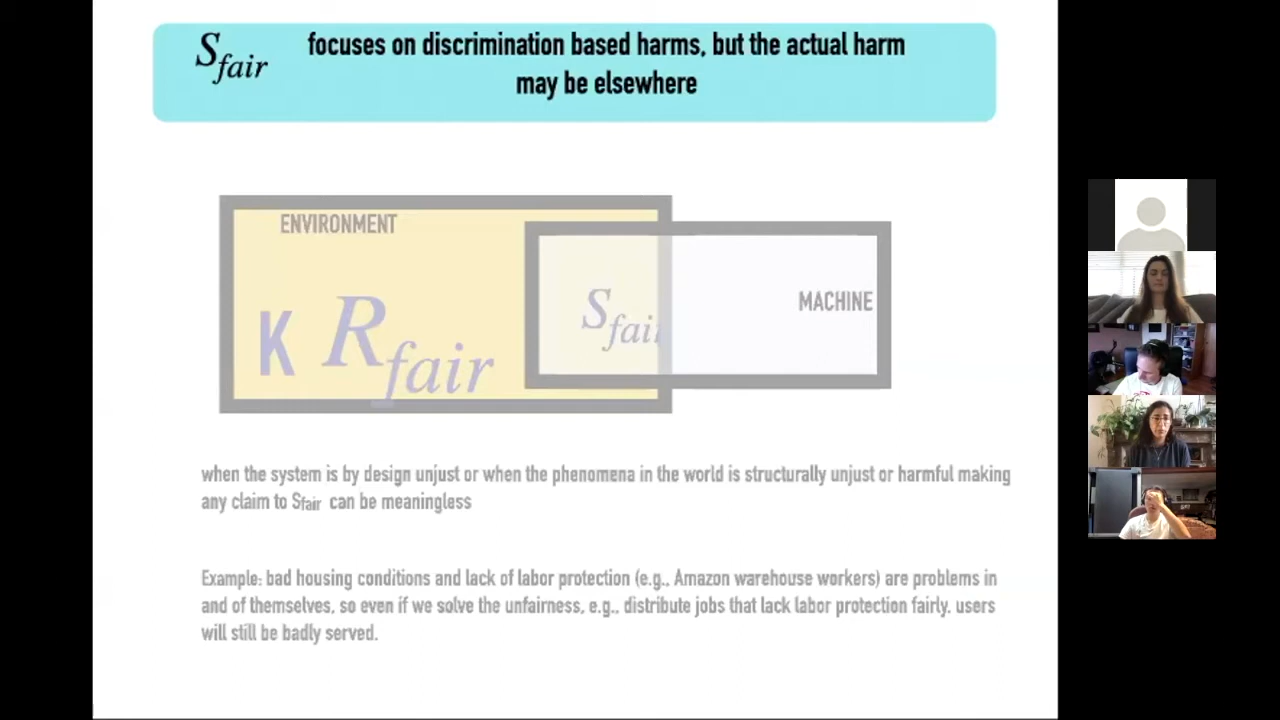 S_fair focuses on discrimination based harms, but the actual harm
may be elsewhere
ENVIRONMENT
K R_fair
S_fair
MACHINE
when the system is by design unjust or when the phenomena in the world is structurally unjust or harmful making
any claim to S_fair can be meaningless
Example: bad housing conditions and lack of labor protection (e.g., Amazon warehouse workers) are problems in
and of themselves, so even if we solve the unfairness, e.g., distribute jobs that lack labor protection fairly. users
will still be badly served.